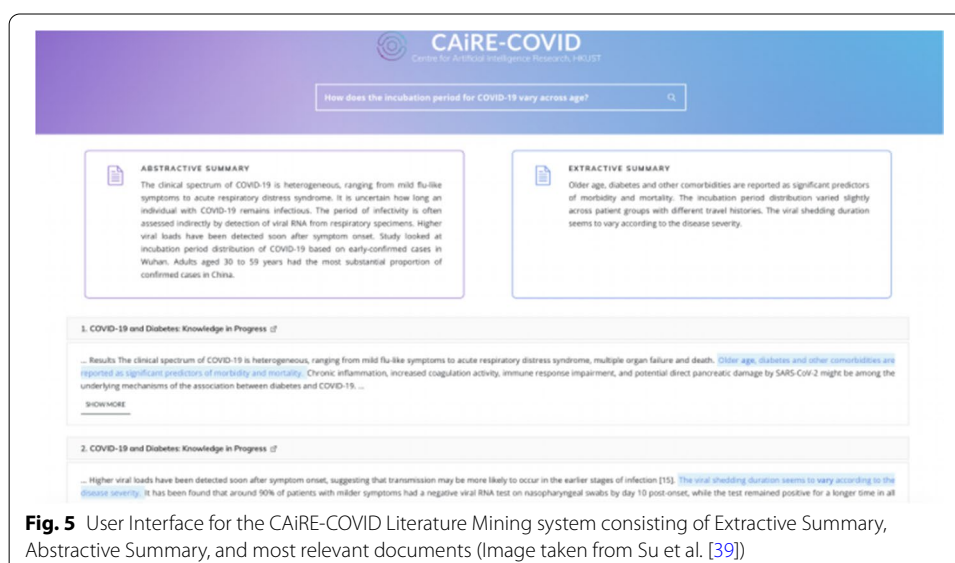 CAiRE-COVID
Centre for Artificial Intelligence Research, HKUST
How does the incubation period for COVID-19 vary across age?
ABSTRACTIVE SUMMARY
The clinical spectrum of COVID-19 is heterogeneous, ranging from mild flu-like
symptoms to acute respiratory distress syndrome. It is uncertain how long an
individual with COVID-19 remains infectious. The period of infectivity is often
assessed indirectly by detection of viral RNA from respiratory specimens. Higher
viral loads have been detected soon after symptom onset. Study looked at
incubation period distribution of COVID-19 based on early-confirmed cases in
Wuhan. Adults aged 30 to 59 years had the most substantial proportion of
confirmed cases in China.
EXTRACTIVE SUMMARY
Older age, diabetes and other comorbidities are reported as significant predictors
of morbidity and mortality. The incubation period distribution varied slightly
across patient groups with different travel histories. The viral shedding duration
seems to vary according to the disease severity.
1. COVID-19 and Diabetes: Knowledge in Progress
... Results The clinical spectrum of COVID-19 is heterogeneous, ranging from mild flu-like symptoms to acute respiratory distress syndrome, multiple organ failure and death. Older age, diabetes and other comorbidities are
reported as significant predictors of morbidity and mortality. Chronic inflammation, increased coagulation activity, immune response impairment, and potential direct pancreatic damage by SARS-CoV-2 might be among the
underlying mechanisms of the association between diabetes and COVID-19. ...
SHOW MORE
2. COVID-19 and Diabetes: Knowledge in Progress
... Higher viral loads have been detected soon after symptom onset, suggesting that transmission may be more likely to occur in the earlier stages of infection [15]. The viral shedding duration seems to vary according to the
disease severity. It has been found that around 90% of patients with milder symptoms had a negative viral RNA test on nasopharyngeal swabs by day 10 post-onset, while the test remained positive for a longer time in all
Fig. 5 User Interface for the CAiRE-COVID Literature Mining system consisting of Extractive Summary,
Abstractive Summary, and most relevant documents (Image taken from Su et al. [39])